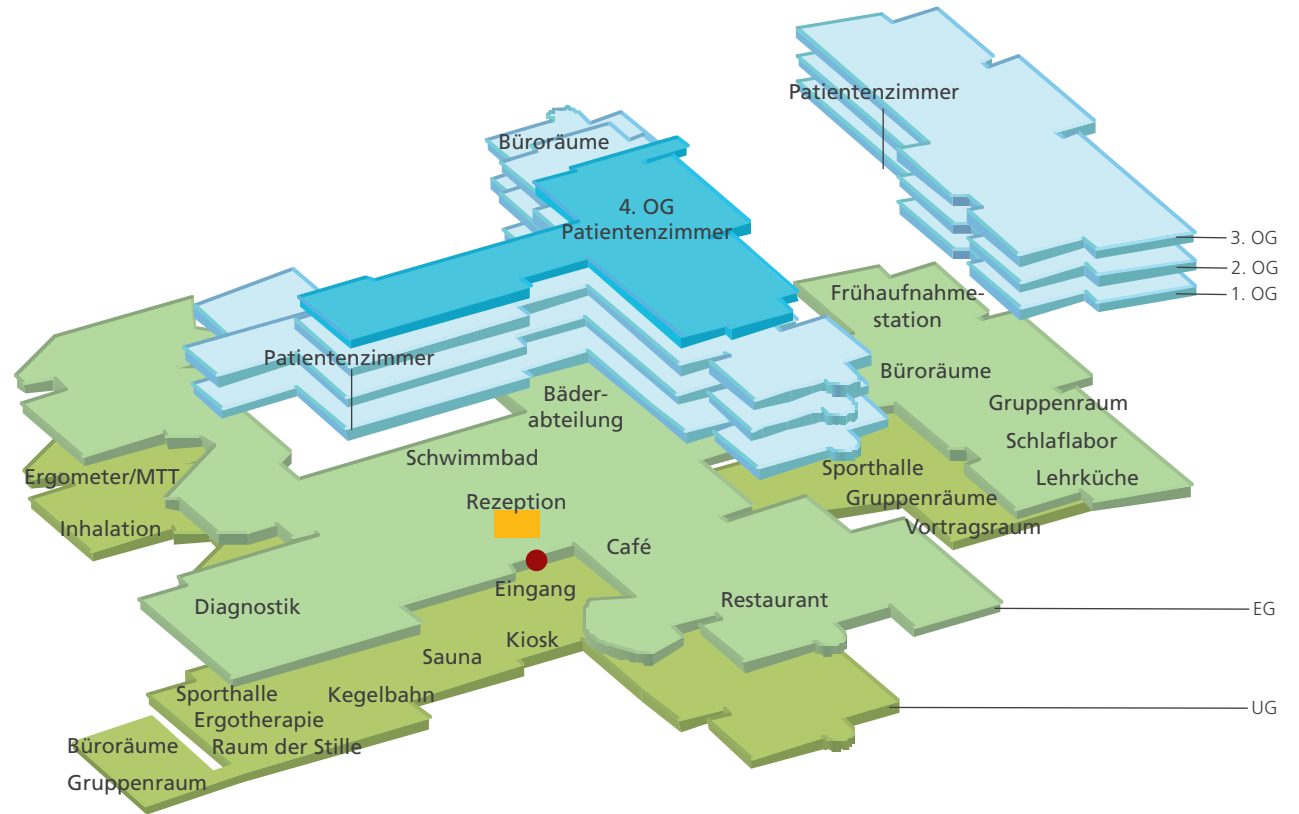 Patientenzimmer
Büroräume
4. OG
Patientenzimmer
3. OG
2. OG
1. OG
Frühaufnahme-
station
Patientenzimmer
Büroräume
Bäder-
abteilung
Gruppenraum
Schlaflabor
Schwimmbad
Sporthalle
Lehrküche
Ergometer/MTT
Gruppenräume
Rezeption
Vortragsraum
Inhalation
Café
Eingang
Diagnostik
Restaurant
EG
Kiosk
Sauna
Sporthalle
Kegelbahn
UG
Ergotherapie
Büroräume
Raum der Stille
Gruppenraum